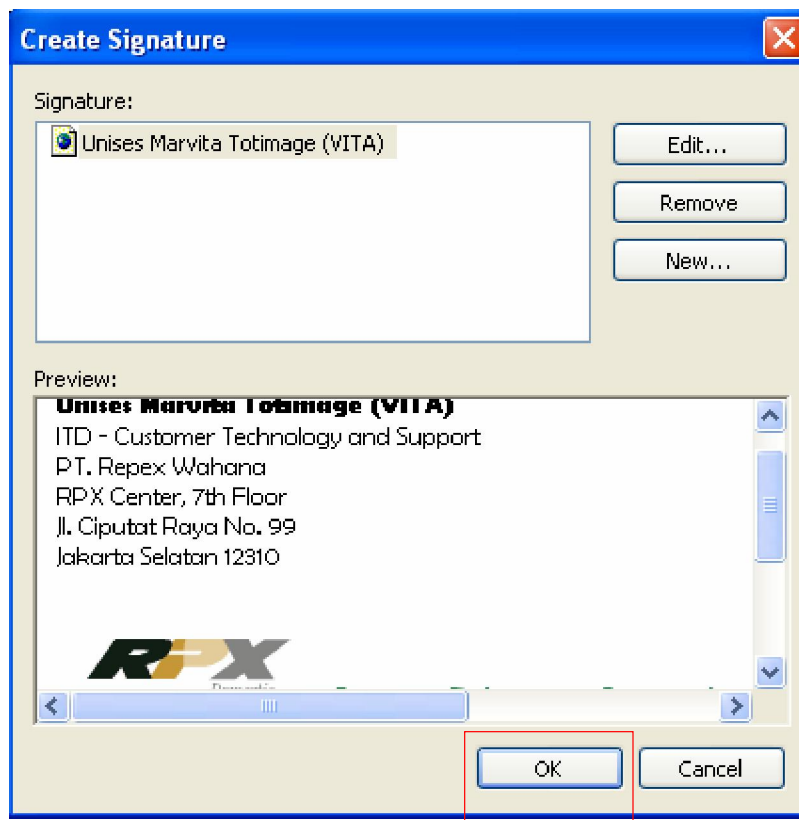 Create Signature
Signature:
Unises Marvita Totimage (VITA)
Edit...
Remove
New...
Preview:
Unises Marvita Totimage (VITA)
ITD - Customer Technology and Support
PT. Repex Wahana
RPX Center, 7th Floor
Jl. Ciputat Raya No. 99
Jakarta Selatan 12310
RPX
OK
Cancel